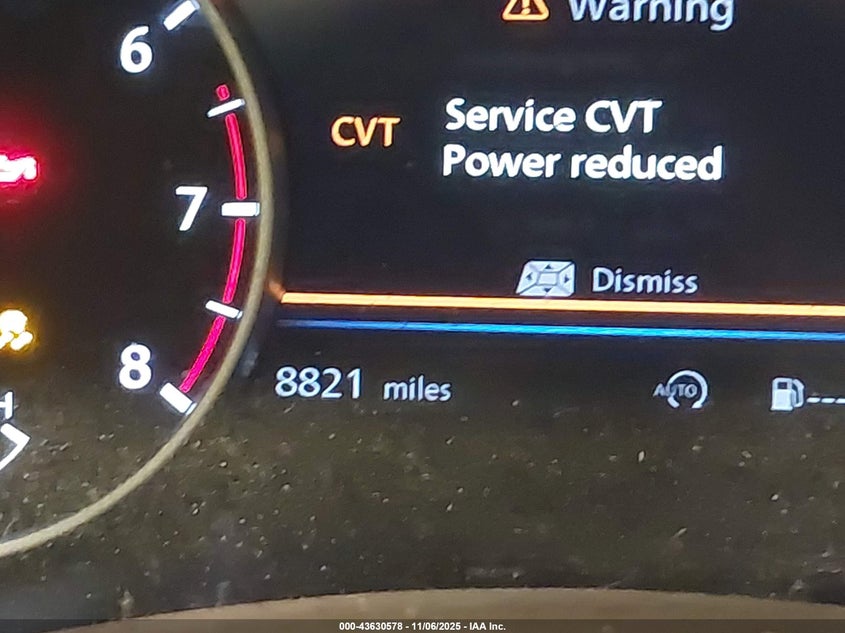 6
Warning
CVT
Service CVT
Power reduced
7
Dismiss
8
8821 miles
AUTO
---
H
000-43630578 - 11/06/2025 - IAA Inc.